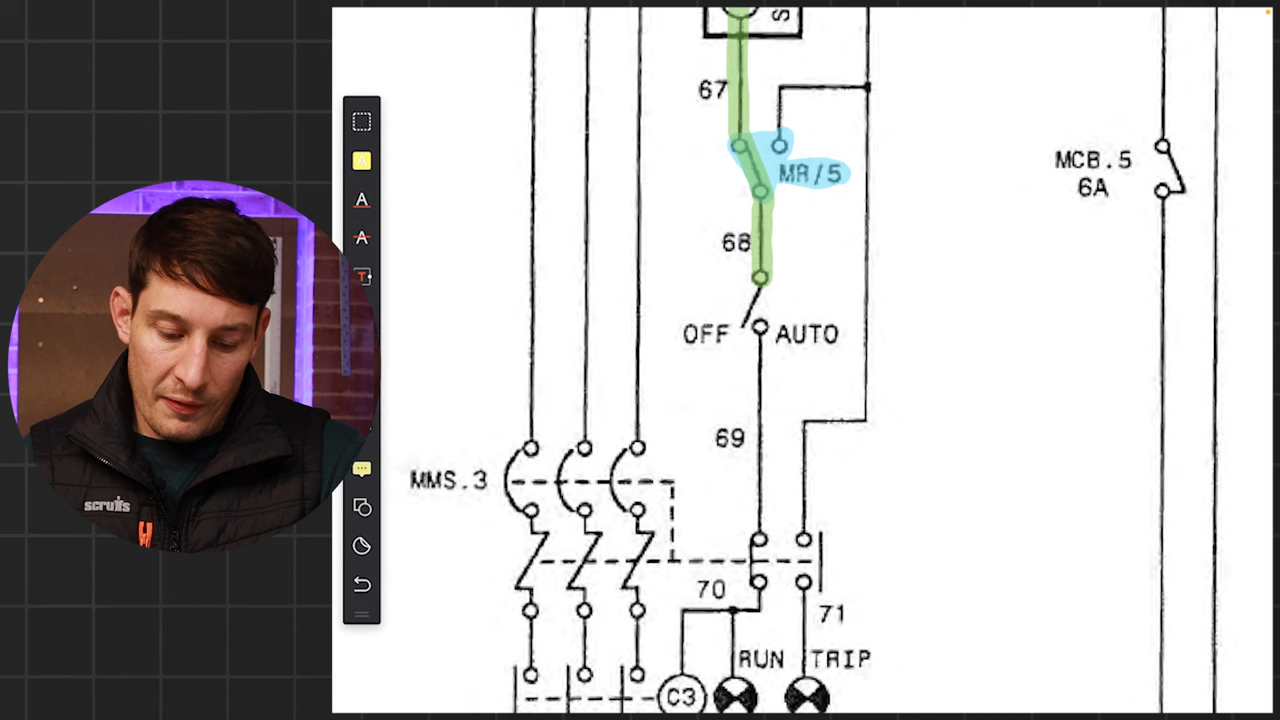 S
67
MR/5
MCB.5
6A
68
OFF AUTO
69
MMS.3
70
71
RUN TRIP
C3
scruffs
A
A
A
T